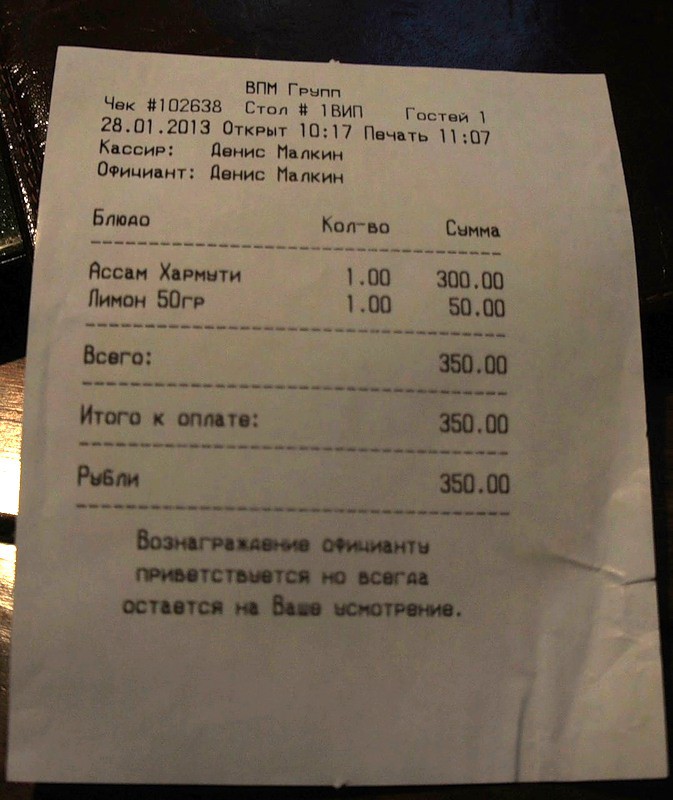 ВПМ Групп
Чек #102638 Стол # 1ВИП Гостей 1
28.01.2013 Открыт 10:17 Печать 11:07
Кассир: Денис Малкин
Официант: Денис Малкин
Блюдо Кол-во Сумма
Ассам Хармути 1.00 300.00
Лимон 50гр 1.00 50.00
Всего: 350.00
Итого к оплате: 350.00
Рубли 350.00
Вознаграждение официанту
приветствуется но всегда
остается на Ваше усмотрение.